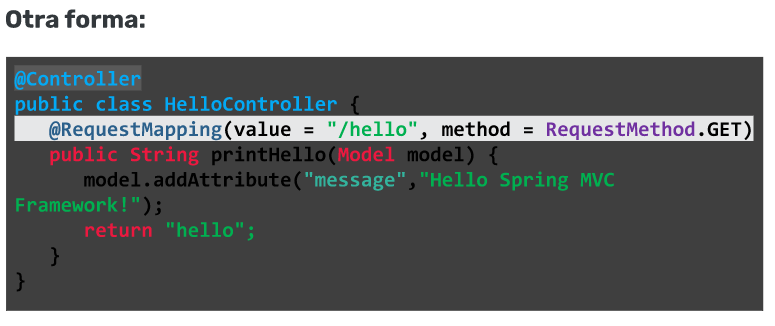 Otra forma:
@Controller
public class HelloController {
@RequestMapping(value = "/hello", method = RequestMethod.GET)
public String printHello(Model model) {
model.addAttribute("message","Hello Spring MVC
Framework!");
return "hello";
}
}